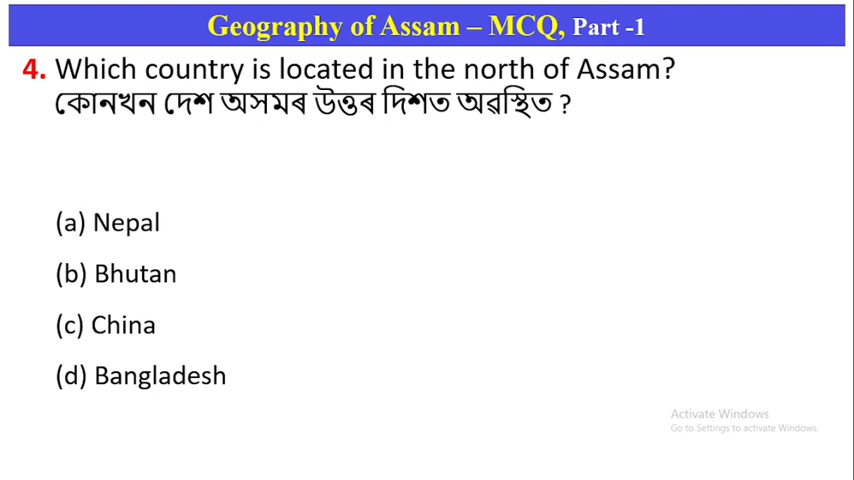 Geography of Assam – MCQ, Part -1
4. Which country is located in the north of Assam?
কোনখন দেশ অসমৰ উত্তৰ দিশত অৱস্থিত ?
(a) Nepal
(b) Bhutan
(c) China
(d) Bangladesh
Activate Windows
Go to Settings to activate Windows.